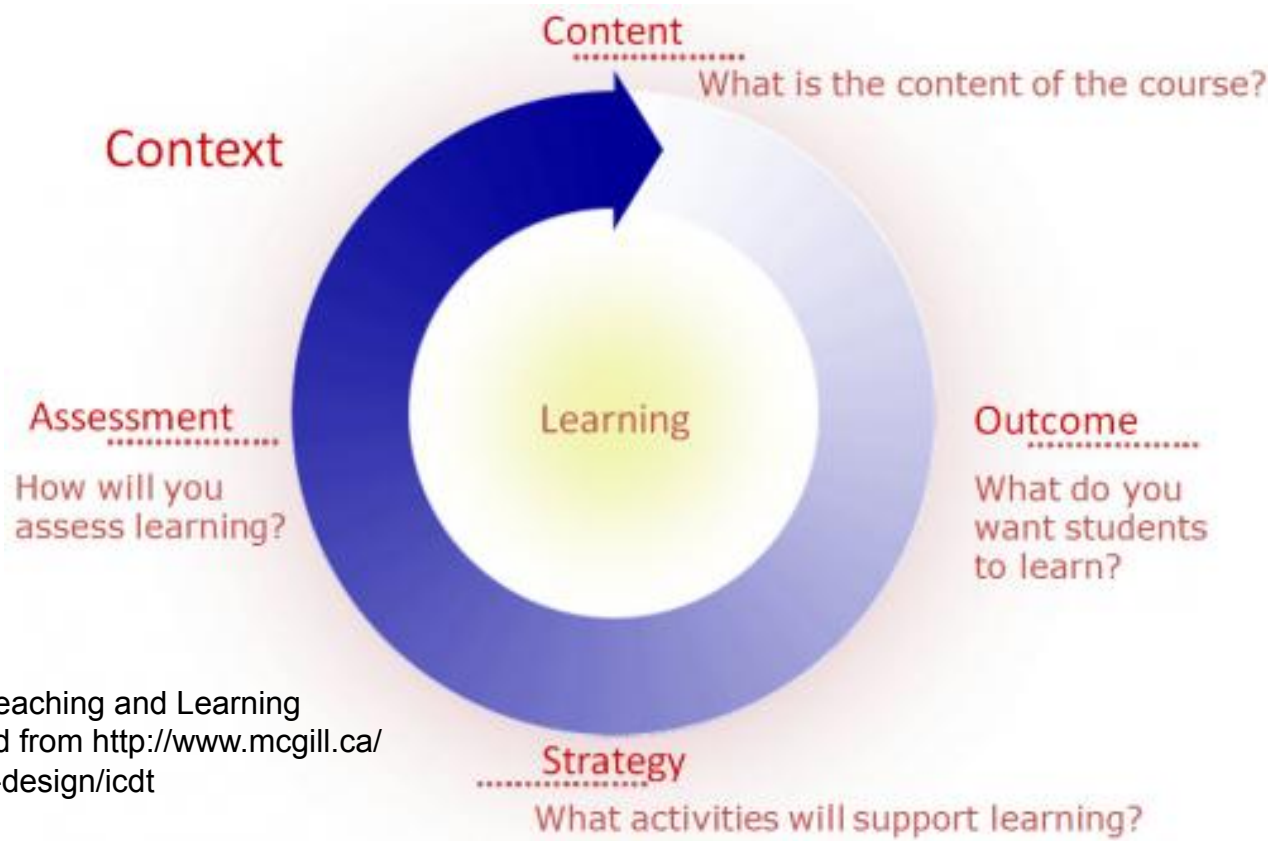 Content
What is the content of the course?
Context
Learning
Outcome
What do you
want students
to learn?
Strategy
What activities will support learning?
Assessment
How will you
assess learning?
eaching and Learning
d from http://www.mcgill.ca/
-design/icdt